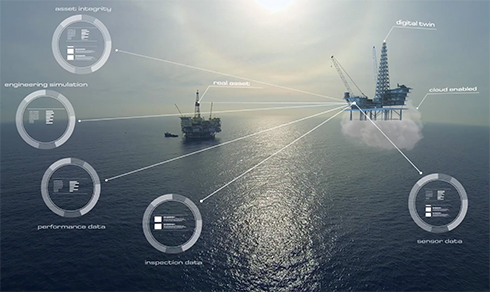 asset integrity
digital twin
engineering simulation
real asset
cloud enabled
performance data
inspection data
sensor data